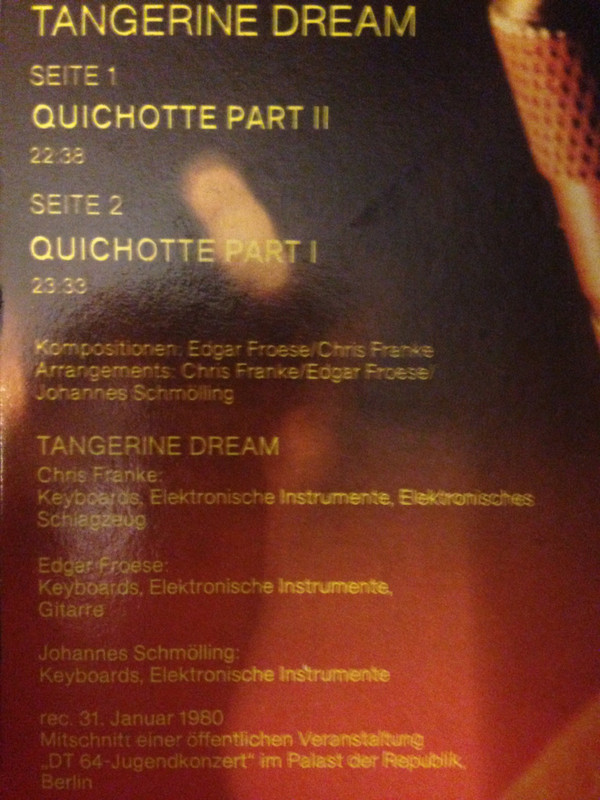 TANGERINE DREAM
SEITE 1
QUICHOTTE PART II
22:38
SEITE 2
QUICHOTTE PART I
23:33
Kompositionen: Edgar Froese/Chris Franke
Arrangements: Chris Franke/Edgar Froese/
Johannes Schmölling
TANGERINE DREAM
Chris Franke:
Keyboards, Elektronische Instrumente, Elektronisches
Schlagzeug
Edgar Froese:
Keyboards, Elektronische Instrumente,
Gitarre
Johannes Schmölling:
Keyboards, Elektronische Instrumente
rec. 31. Januar 1980
Mitschnitt einer öffentlichen Veranstaltung
„DT 64-Jugendkonzert“ im Palast der Republik,
Berlin